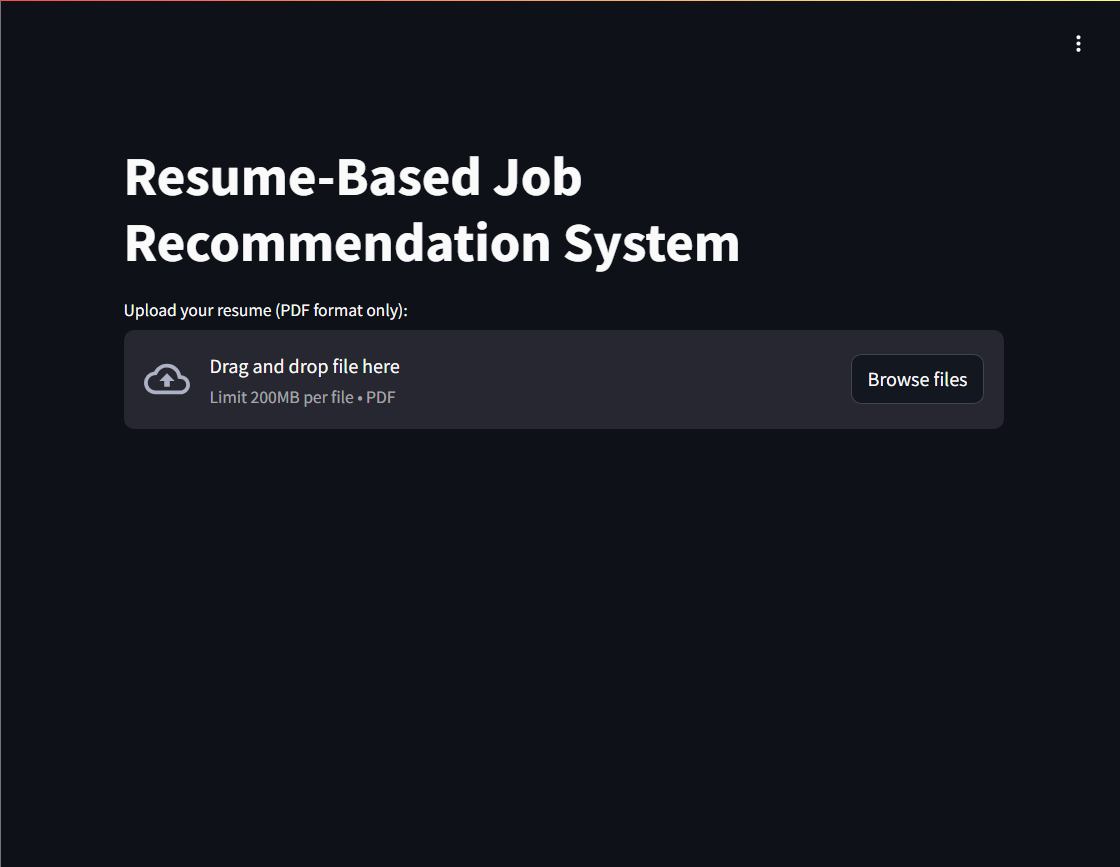 Resume-Based Job
Recommendation System
Upload your resume (PDF format only):
Drag and drop file here
Limit 200MB per file • PDF
Browse files